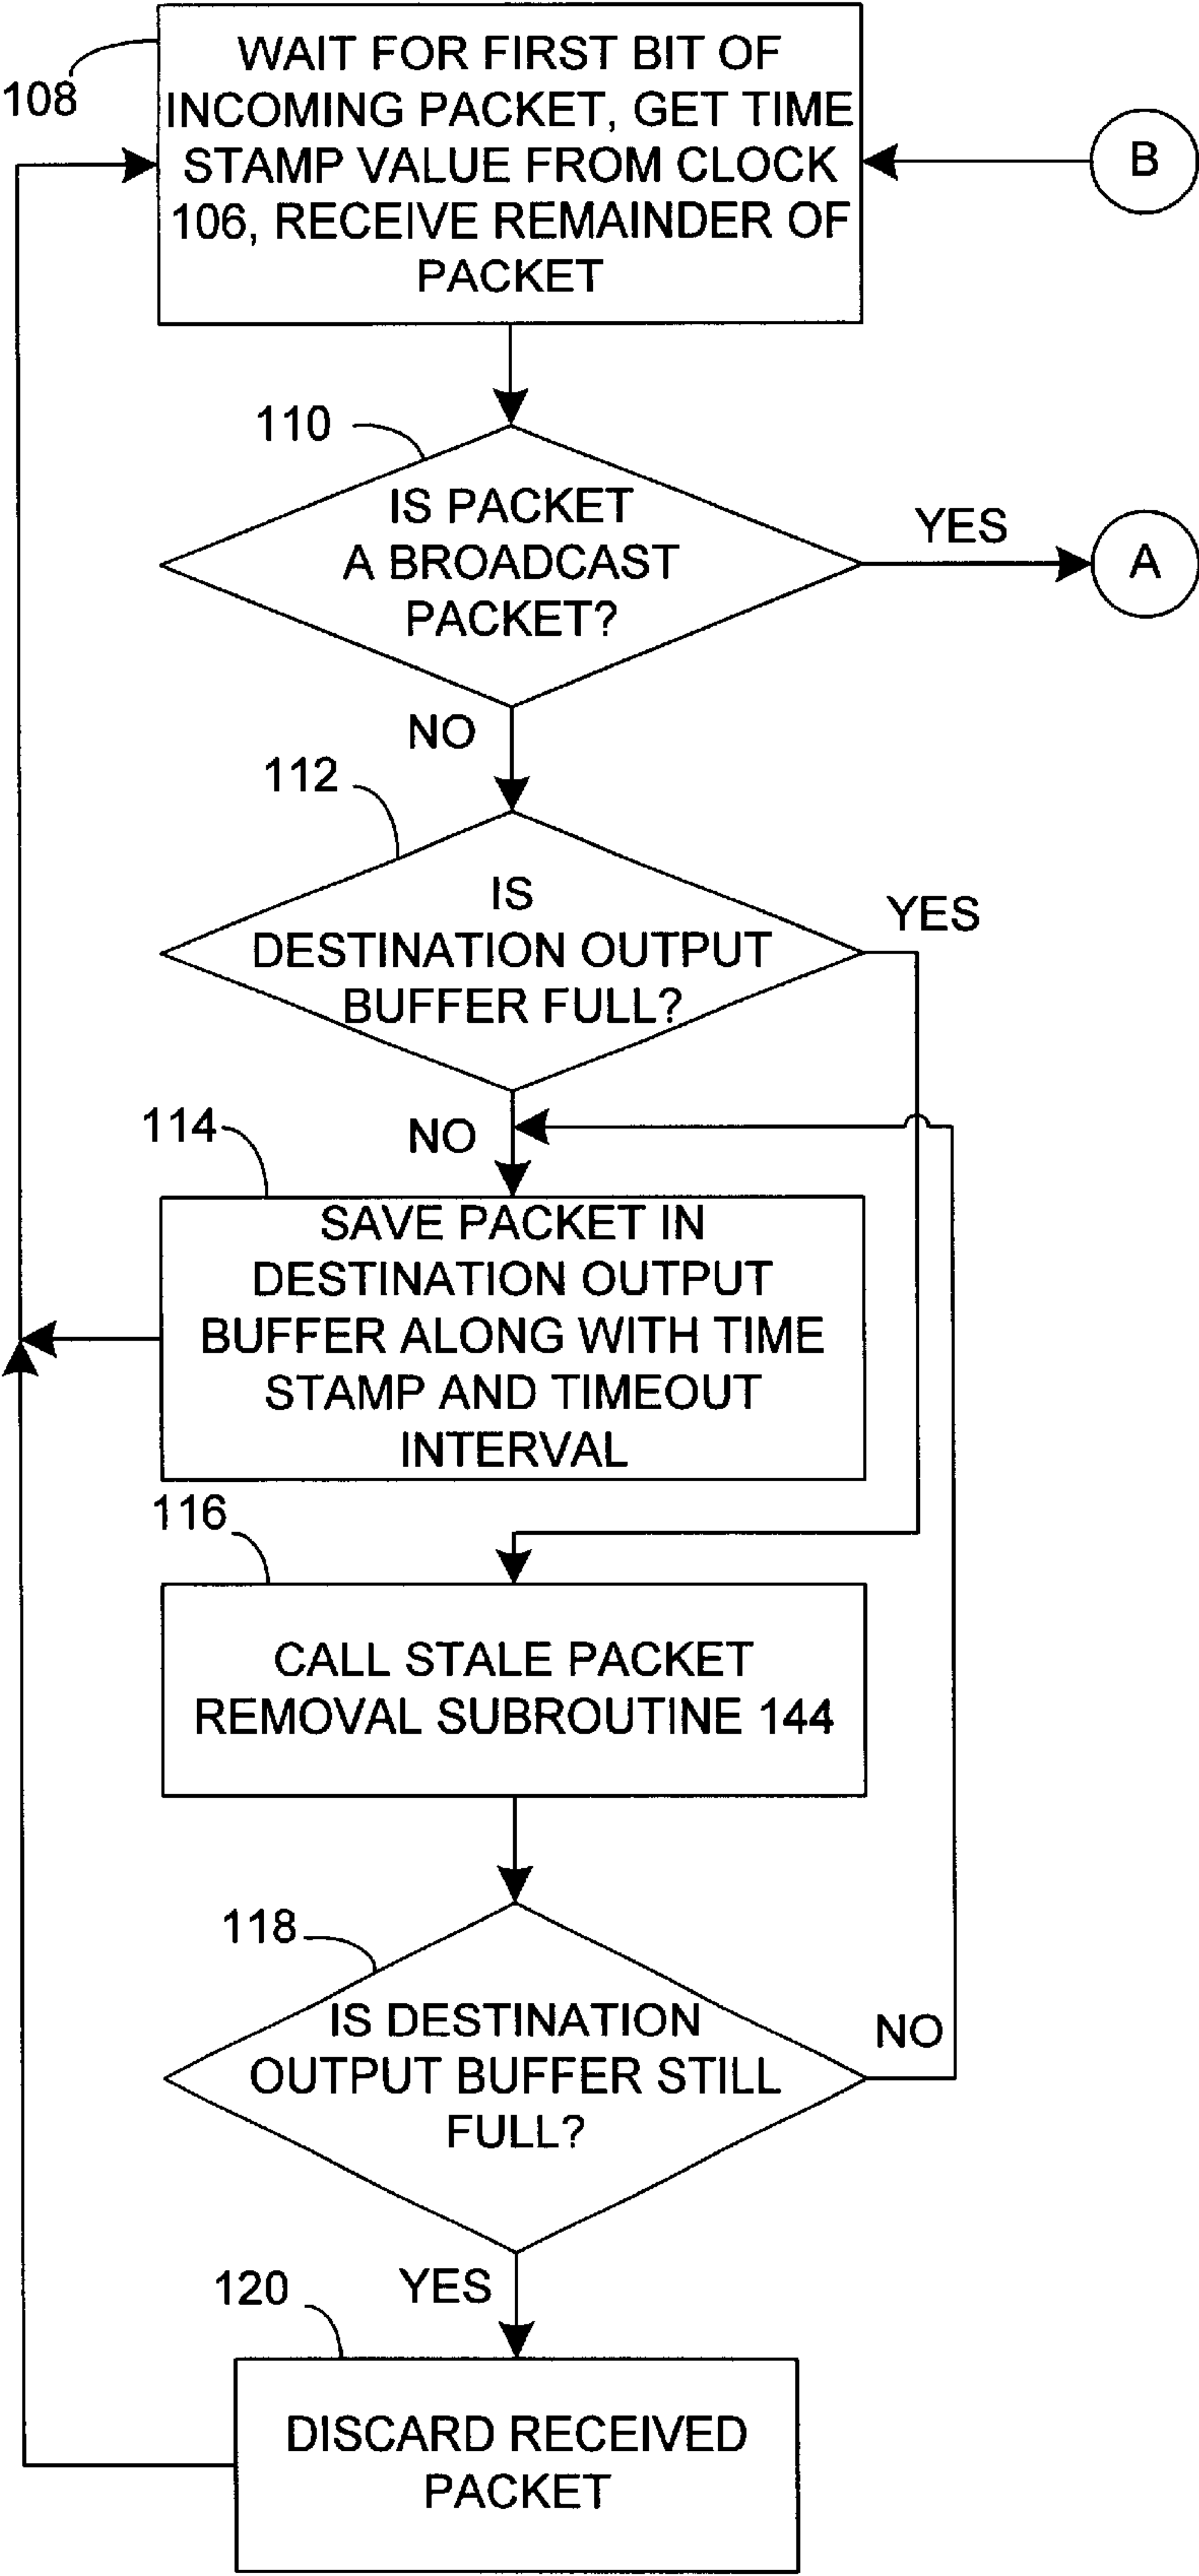 108
WAIT FOR FIRST BIT OF
INCOMING PACKET, GET TIME
STAMP VALUE FROM CLOCK
106, RECEIVE REMAINDER OF
PACKET
B
110
IS PACKET
A BROADCAST
PACKET?
YES
A
NO
112
IS
DESTINATION OUTPUT
BUFFER FULL?
YES
NO
114
SAVE PACKET IN
DESTINATION OUTPUT
BUFFER ALONG WITH TIME
STAMP AND TIMEOUT
INTERVAL
116
CALL STALE PACKET
REMOVAL SUBROUTINE 144
118
IS DESTINATION
OUTPUT BUFFER STILL
FULL?
NO
YES
120
DISCARD RECEIVED
PACKET